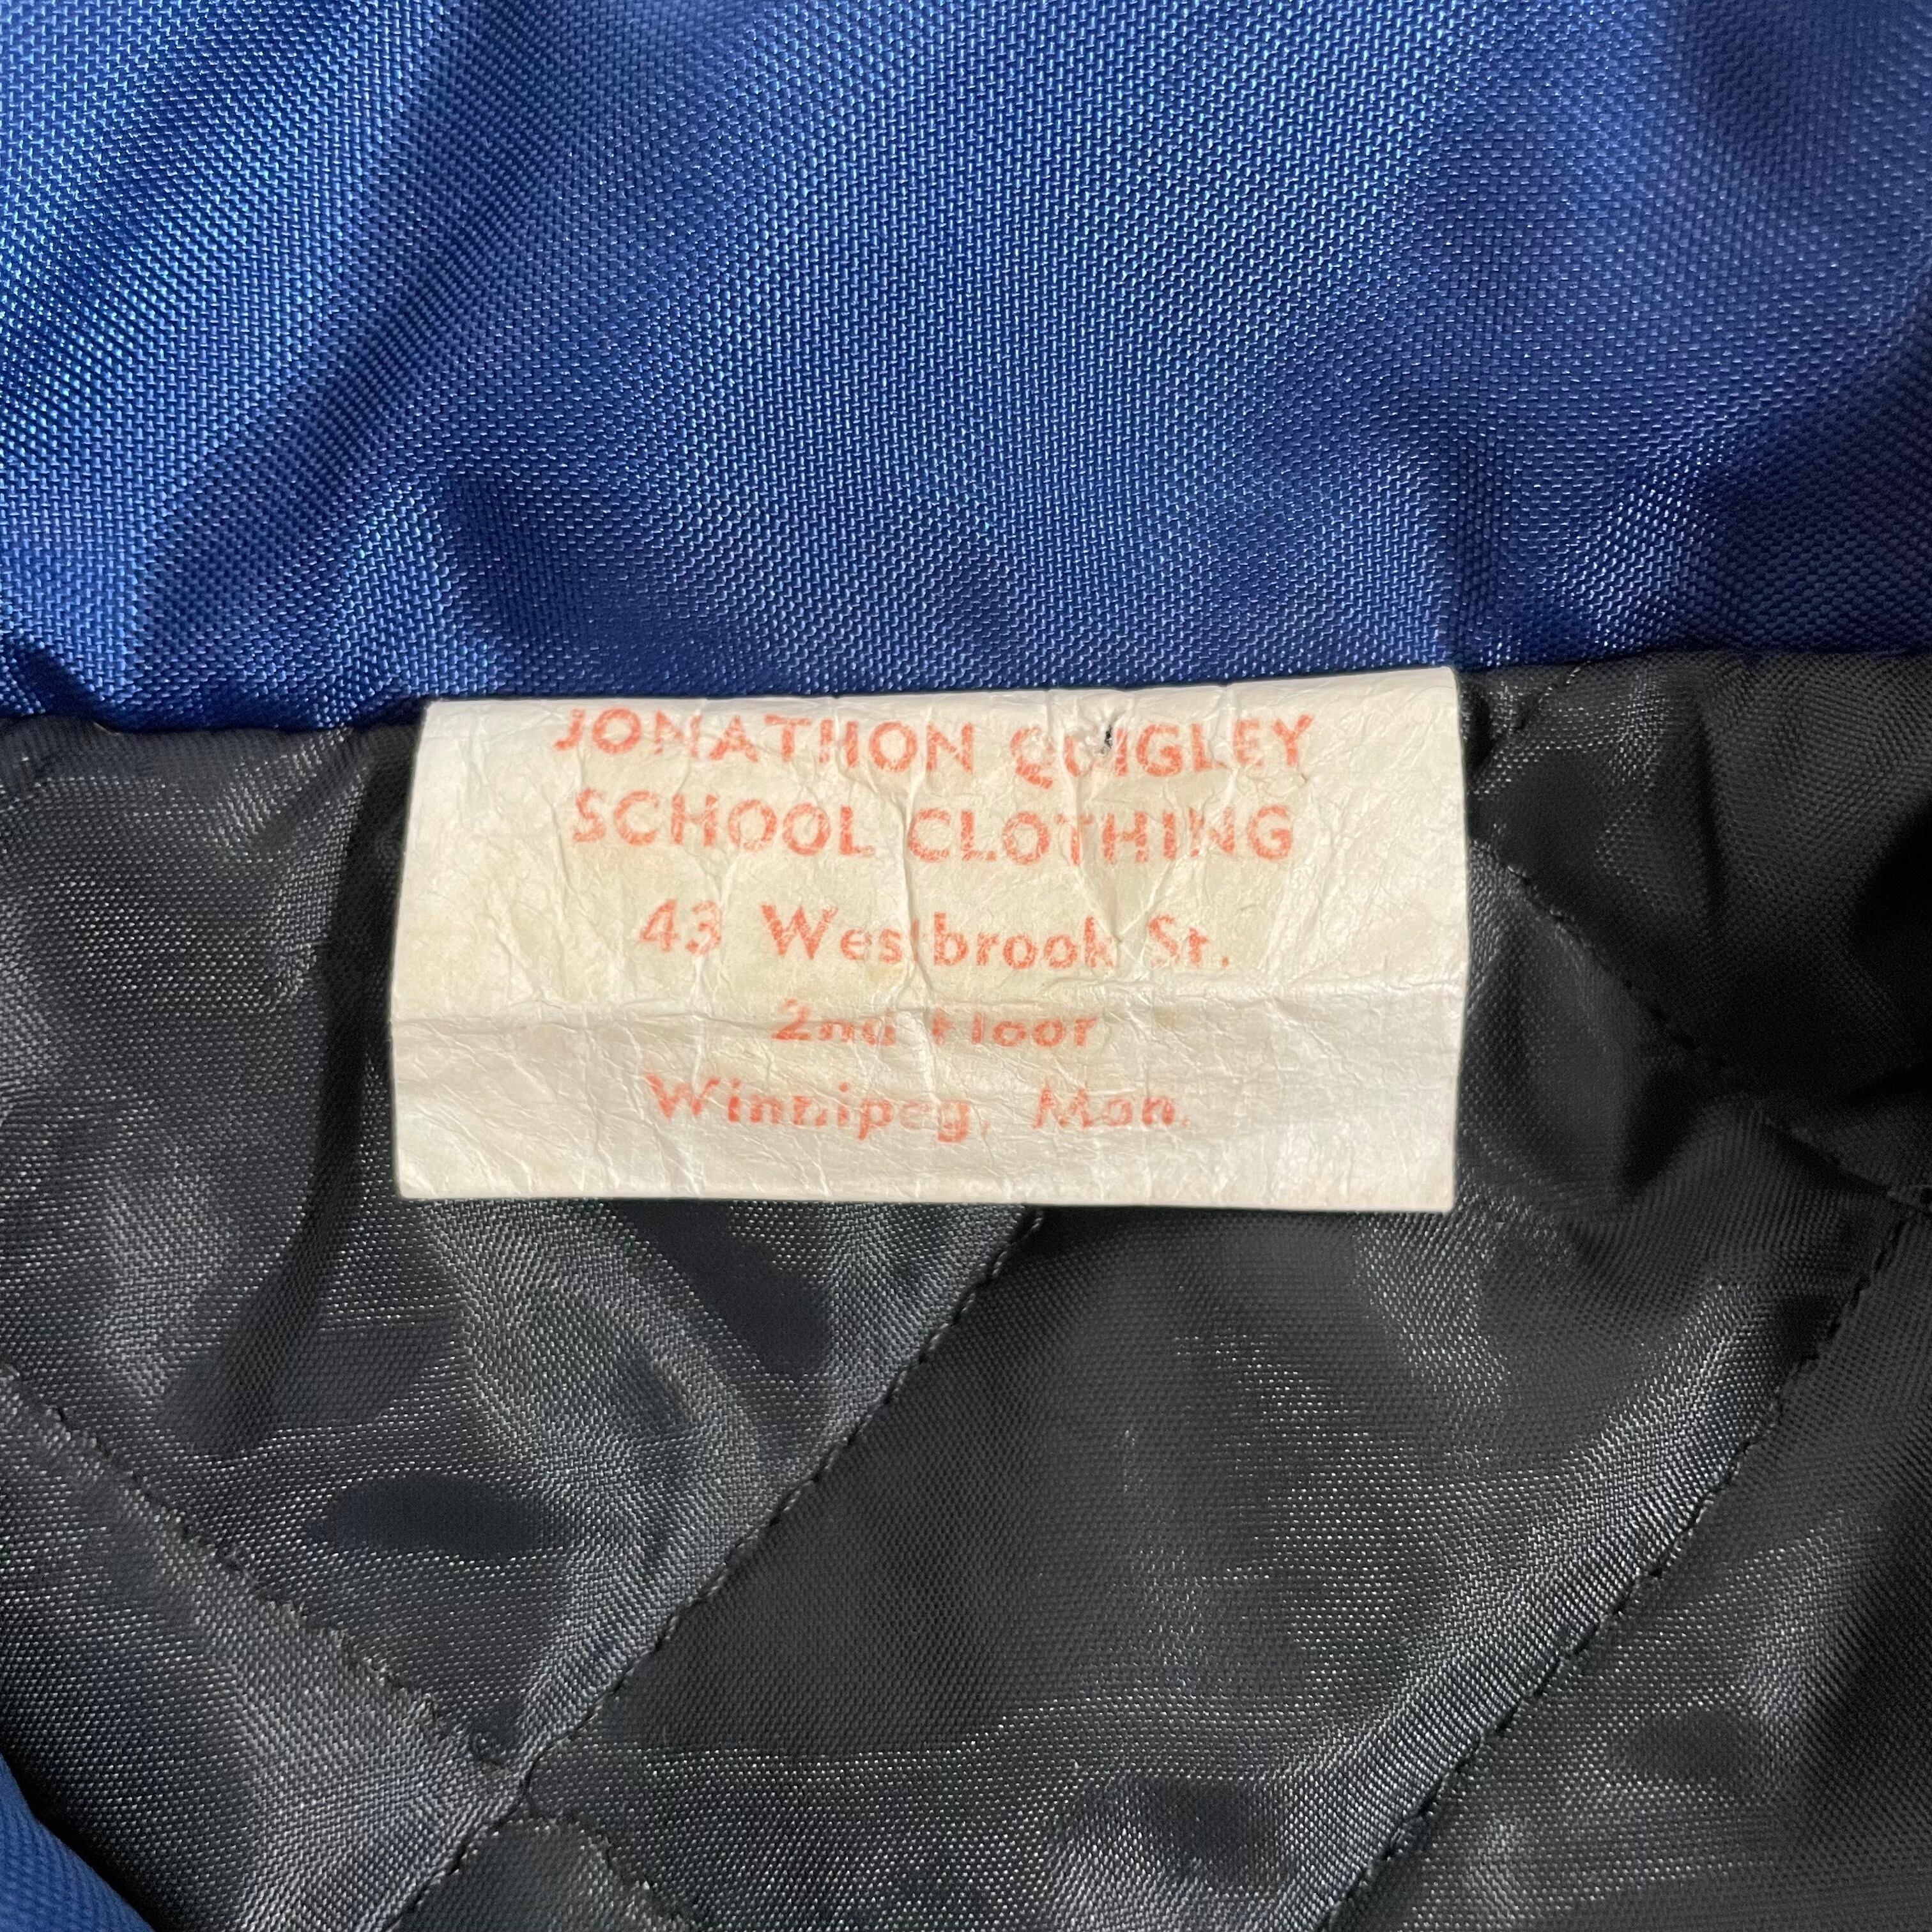 JONATHON QUIGLEY
SCHOOL CLOTHING
43 Westbrook St.
2nd Floor
Winnipeg, Man.